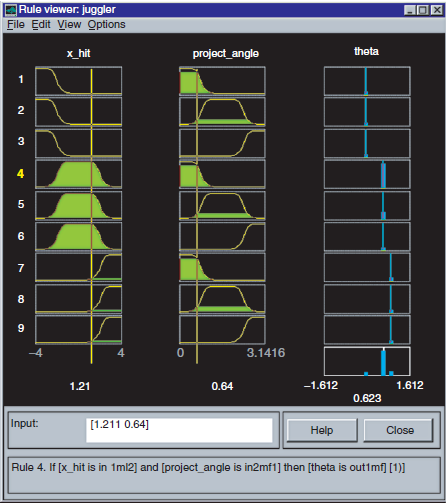 Rule viewer: juggler
File Edit View Options
x_hit project_angle theta
1
2
3
4
5
6
7
8
9
-4 4 0 3.1416
1.21 0.64 -1.612 1.612
0.623
Input: [1.211 0.64] Help Close
Rule 4. If [x_hit is in 1ml2] and [project_angle is in2mf1] then [theta is out1mf] [1)]